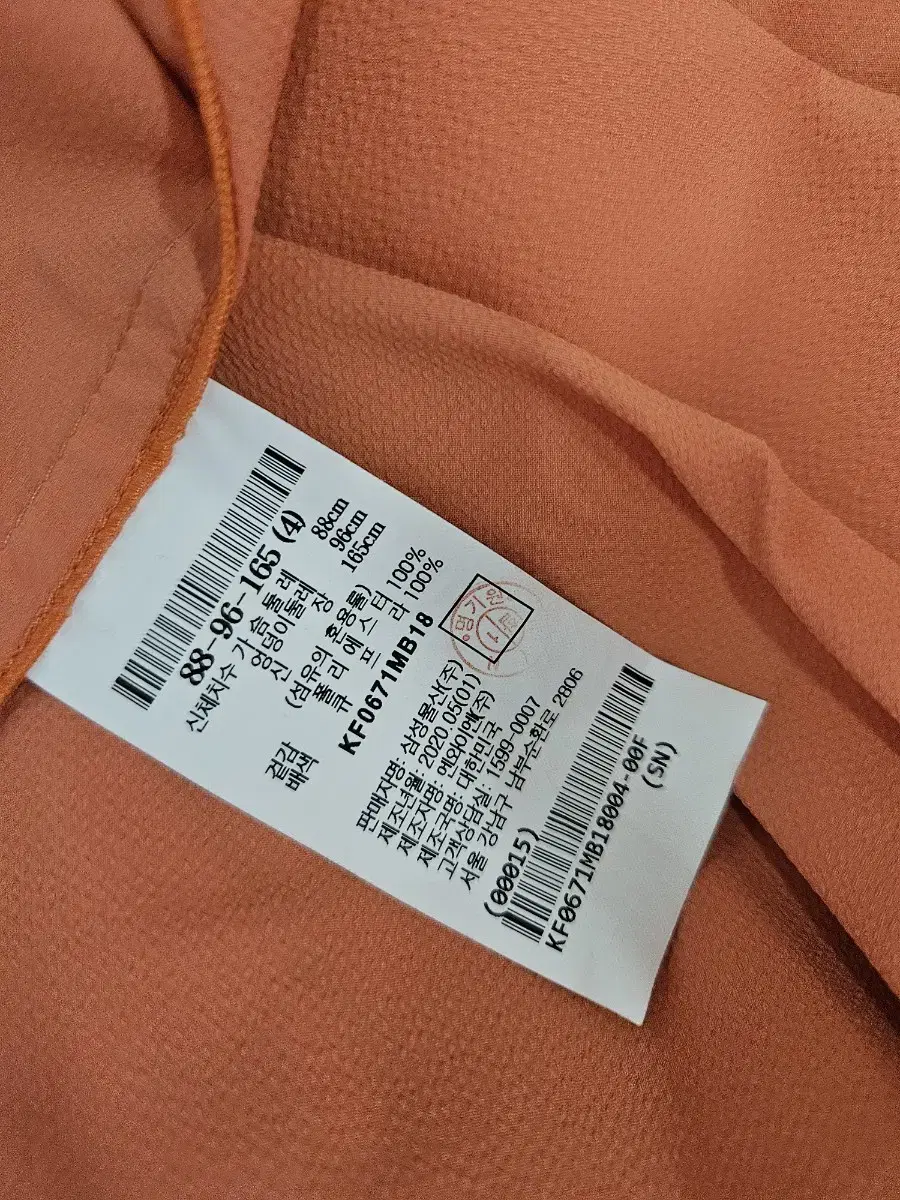 88-96-165 (4)
신체치수 가슴둘레 88cm
엉덩이둘레 96cm
신장 165cm
(섬유의 혼용률)
겉감 폴리에스터 100%
배색 큐프라 100%
KF0671MB18
판매자명: 삼성물산(주)
제조년월: 2020.05(01)
제조자명: 엔와이벡(주)
제조국명: 대한민국
고객상담실: 1599-0007
서울 강남구 남부순환로 2806
(00015)
KF0671MB18004-00F
(SN)